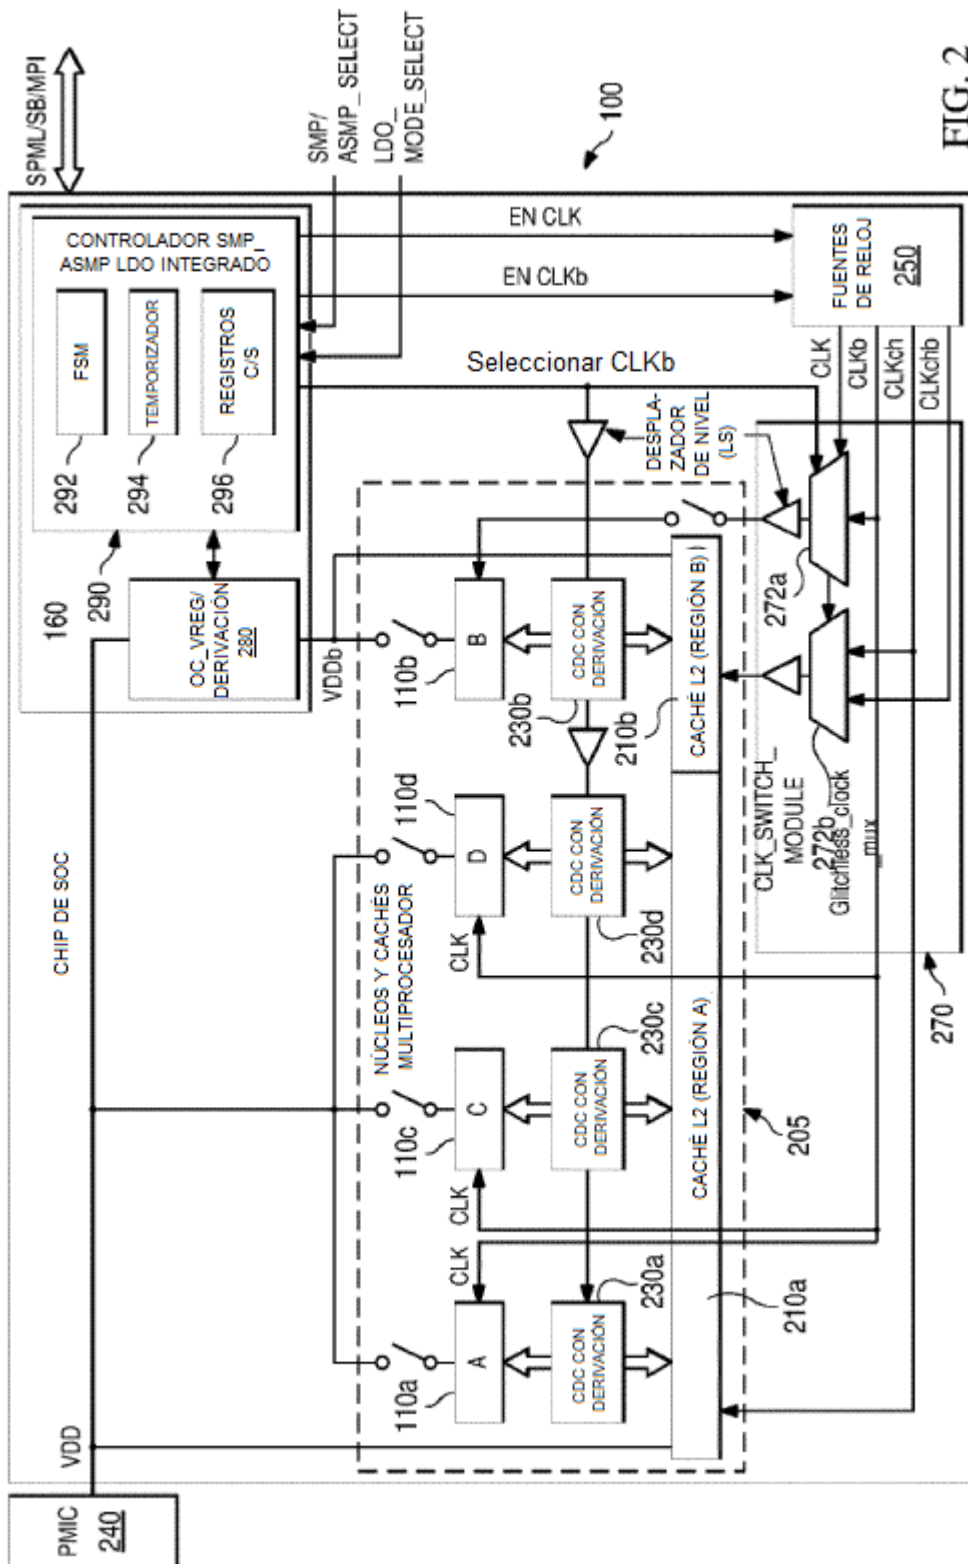 SPML/SB/MPI
SMP/
ASMP_SELECT
LDO_
MODE_SELECT
100
FIG. 2
CONTROLADOR SMP_
ASMP LDO INTEGRADO
FSM
TEMPORIZADOR
REGISTROS
C/S
292
294
296
EN CLK
EN CLKb
FUENTES
DE RELOJ
250
CLK
CLKb
CLKch
CLKchb
Seleccionar CLKb
DESPLA-
ZADOR
DE NIVEL
(LS)
160
290
OC_VREG/
DERIVACIÓN
280
VDDb
CHIP DE SOC
NÚCLEOS Y CACHÉS
MULTIPROCESADOR
VDD
PMIC
240
110a
A
CLK
110c
C
CLK
110d
D
CLK
110b
B
CDC CON
DERIVACIÓN
230a
CDC CON
DERIVACIÓN
230c
CDC CON
DERIVACIÓN
230d
CDC CON
DERIVACIÓN
230b
CACHÉ L2 (REGIÓN A)
210a
CACHÉ L2 (REGIÓN B)
210b
205
272a
CLK_SWITCH_
MODULE
272b
Glitchless_clock
_mux
270